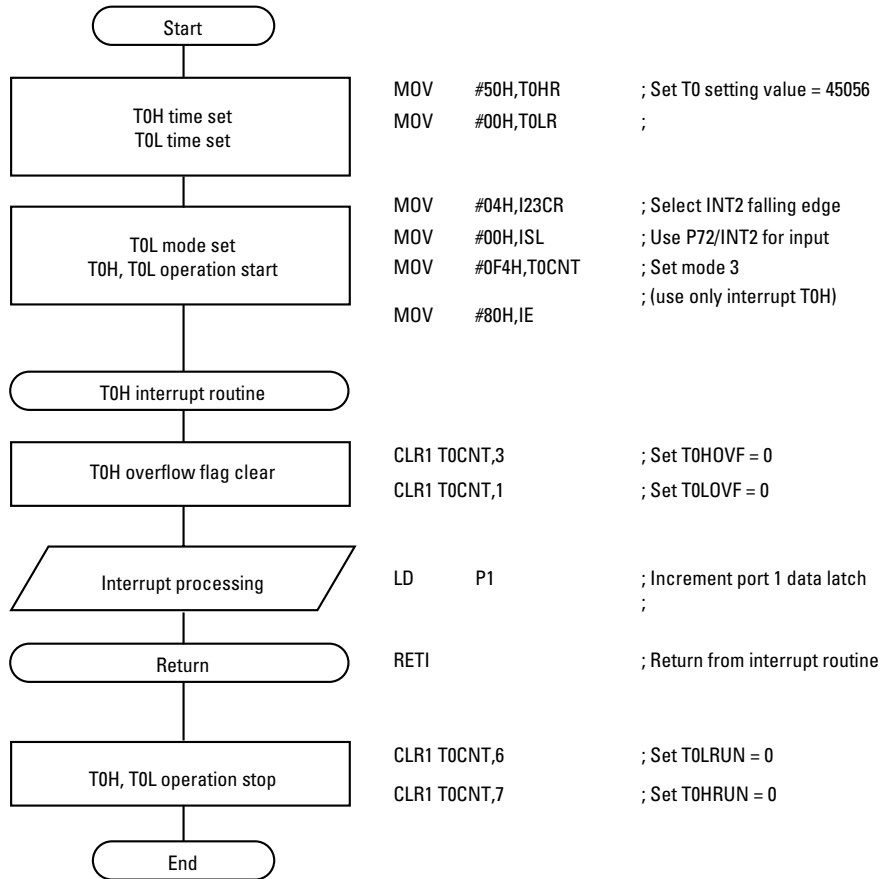 Start
T0H time set
T0L time set
MOV #50H,T0HR ; Set T0 setting value = 45056
MOV #00H,T0LR ;
T0L mode set
T0H, T0L operation start
MOV #04H,I23CR ; Select INT2 falling edge
MOV #00H,ISL ; Use P72/INT2 for input
MOV #0F4H,T0CNT ; Set mode 3
; (use only interrupt T0H)
MOV #80H,IE
T0H interrupt routine
T0H overflow flag clear
CLR1 T0CNT,3 ; Set T0HOVF = 0
CLR1 T0CNT,1 ; Set T0LOVF = 0
Interrupt processing
LD P1 ; Increment port 1 data latch
;
Return
RETI ; Return from interrupt routine
T0H, T0L operation stop
CLR1 T0CNT,6 ; Set T0LRUN = 0
CLR1 T0CNT,7 ; Set T0HRUN = 0
End